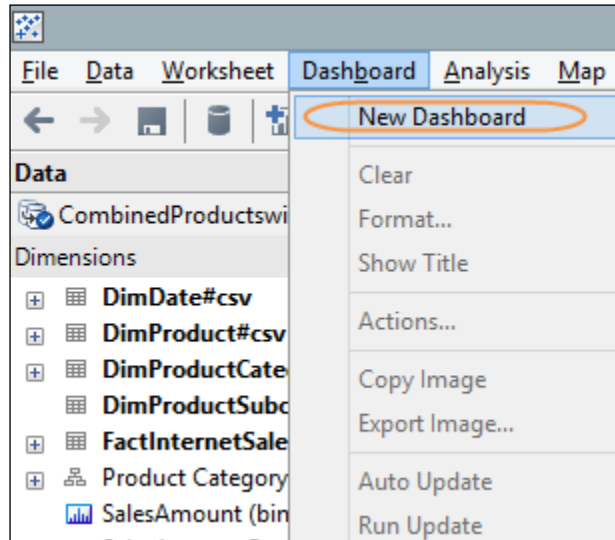 File Data Worksheet Dashboard Analysis Map
New Dashboard
Data
Clear
CombinedProductswi
Format...
Dimensions
Show Title
DimDate#csv
DimProduct#csv
Actions...
DimProductCate
Copy Image
DimProductSubc
Export Image...
FactInternetSale
Product Category
Auto Update
SalesAmount (bin
Run Update